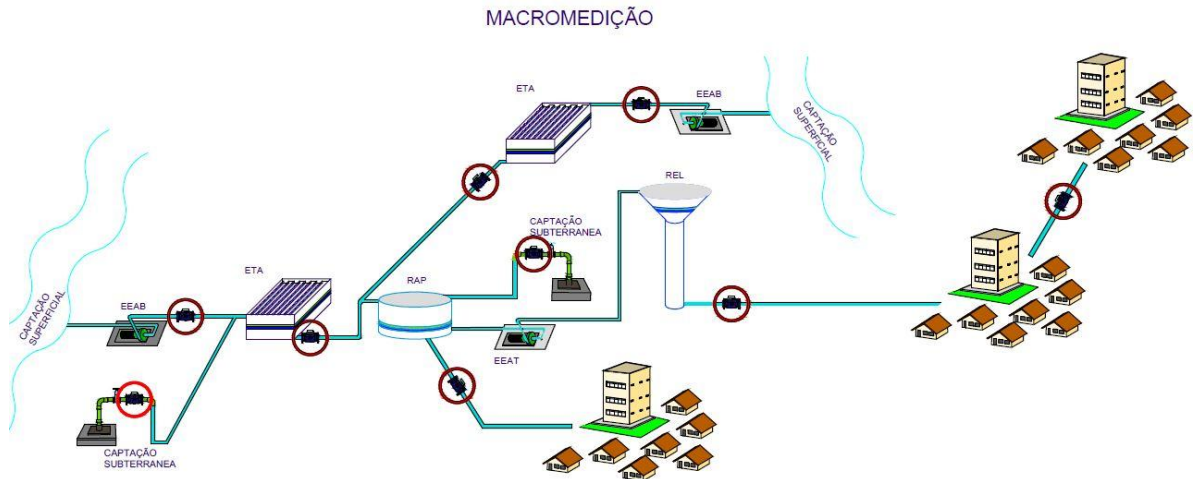 MACROMEDIÇÃO
ETA
EEAB
CAPTAÇÃO
SUPERFICIAL
REL
CAPTAÇÃO
SUBTERRANEA
ETA
RAP
EEAB
CAPTAÇÃO
SUPERFICIAL
EEAT
CAPTAÇÃO
SUBTERRANEA